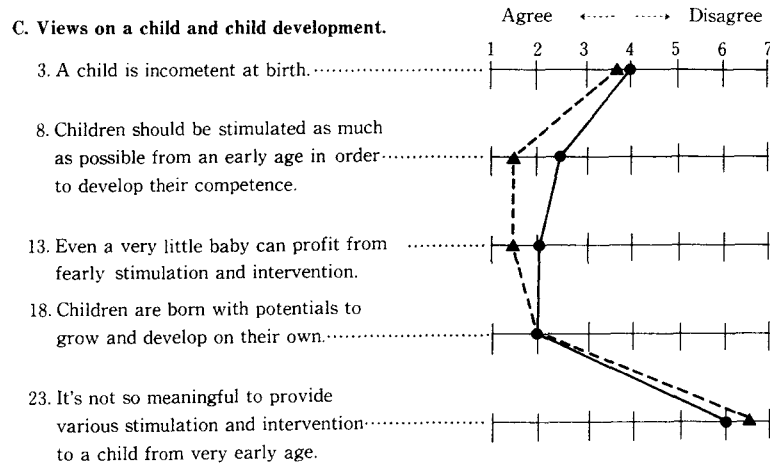 Agree Disagree
C. Views on a child and child development.
1 2 3 4 5 6 7
3. A child is incometent at birth.
8. Children should be stimulated as much
as possible from an early age in order
to develop their competence.
13. Even a very little baby can profit from
fearly stimulation and intervention.
18. Children are born with potentials to
grow and develop on their own.
23. It's not so meaningful to provide
various stimulation and intervention
to a child from very early age.